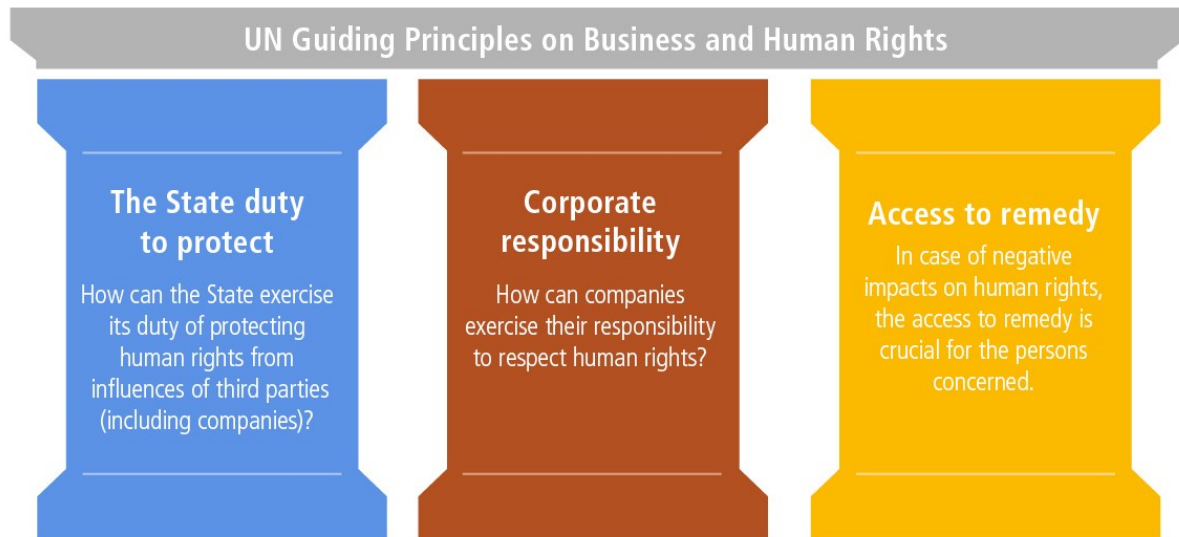 UN Guiding Principles on Business and Human Rights
The State duty
to protect
How can the State exercise
its duty of protecting
human rights from
influences of third parties
(including companies)?
Corporate
responsibility
How can companies
exercise their responsibility
to respect human rights?
Access to remedy
In case of negative
impacts on human rights,
the access to remedy is
crucial for the persons
concerned.